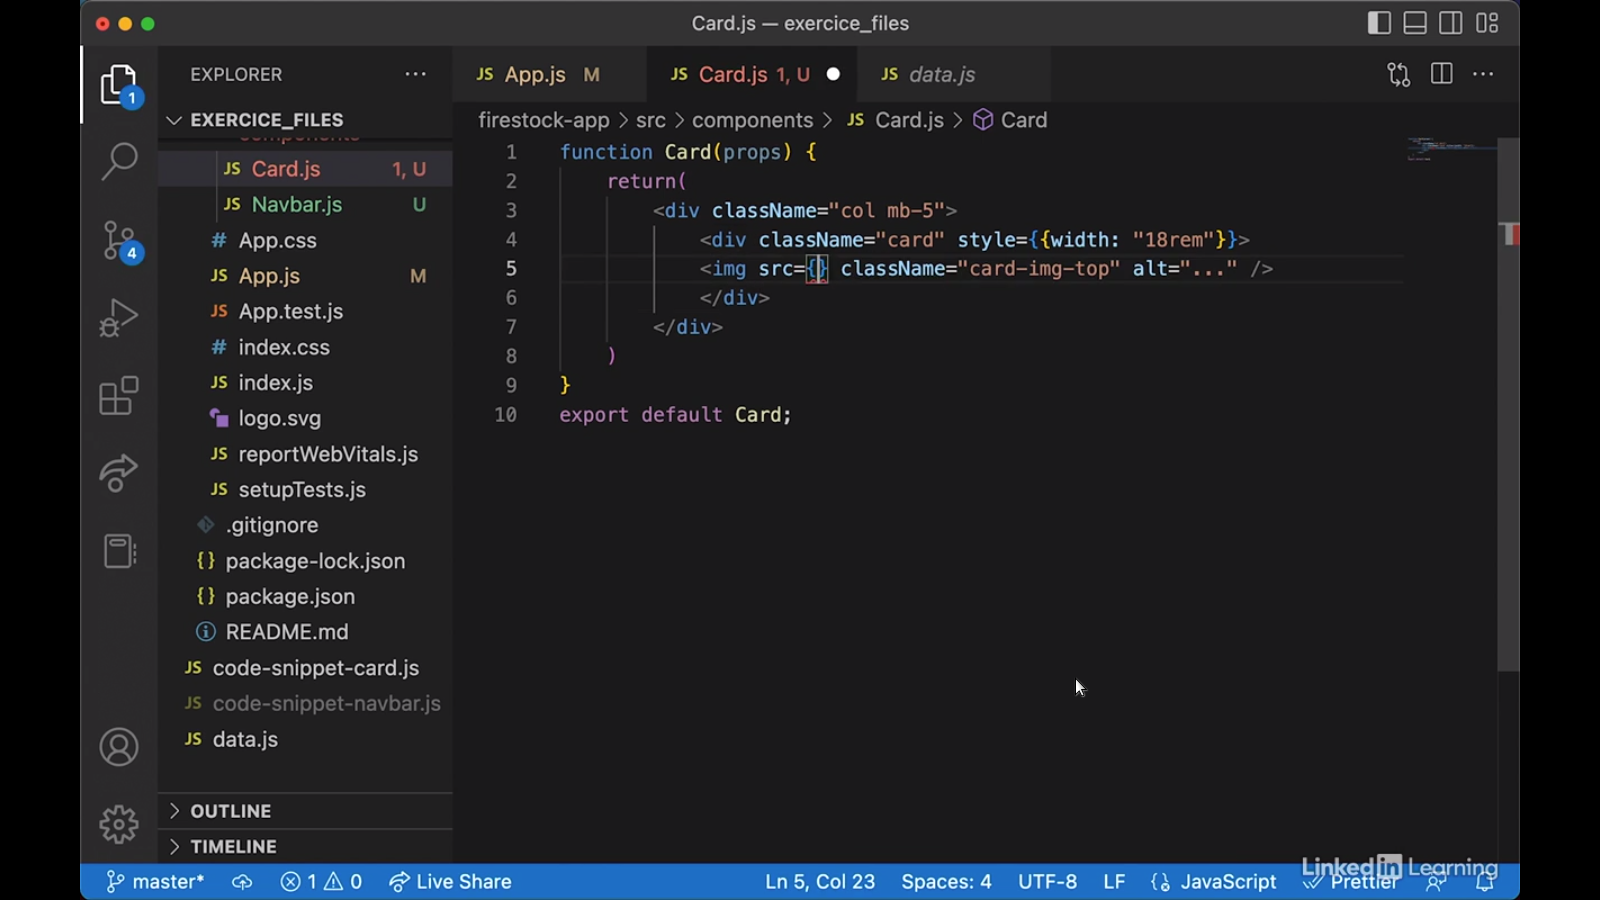 Card.js — exercice_files
EXPLORER
EXERCICE_FILES
components
JS Card.js 1, U
JS Navbar.js U
# App.css
JS App.js M
JS App.test.js
# index.css
JS index.js
logo.svg
JS reportWebVitals.js
JS setupTests.js
.gitignore
{} package-lock.json
{} package.json
README.md
JS code-snippet-card.js
JS code-snippet-navbar.js
JS data.js
OUTLINE
TIMELINE
1
4
JS App.js M
JS Card.js 1, U
JS data.js
firestock-app > src > components > JS Card.js > Card
1 function Card(props) {
2 return(
3 <div className="col mb-5">
4 <div className="card" style={{width: "18rem"}}>
5 <img src={} className="card-img-top" alt="..." />
6 </div>
7 </div>
8 )
9 }
10 export default Card;
Linked in Learning
master* 1 0 Live Share Ln 5, Col 23 Spaces: 4 UTF-8 LF {} JavaScript Prettier